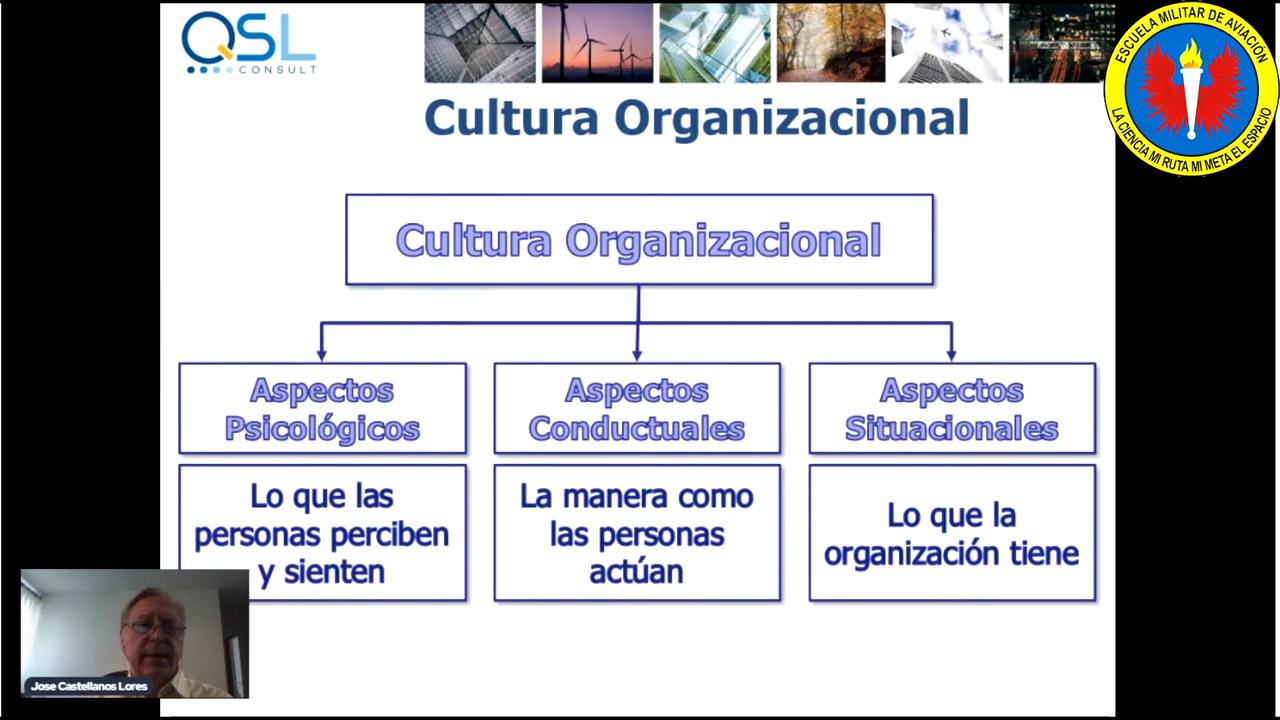 QSL
CONSULT
ESCUELA MILITAR DE AVIACIÓN
LA CIENCIA MI RUTA MI META EL ESPACIO
Cultura Organizacional
Cultura Organizacional
Aspectos
Psicológicos
Aspectos
Conductuales
Aspectos
Situacionales
Lo que las
personas perciben
y sienten
La manera como
las personas
actúan
Lo que la
organización tiene
Jose Castellanos Lores